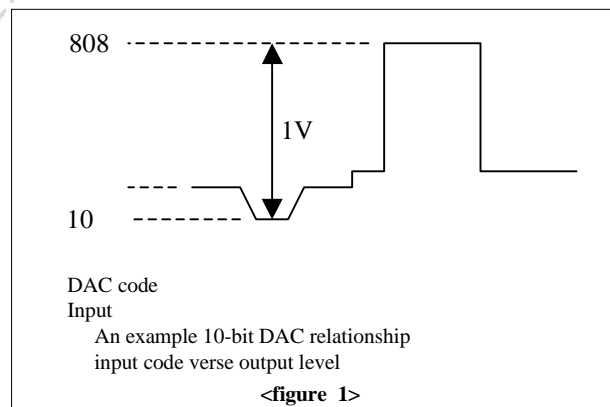 808
1V
10
DAC code
Input
An example 10-bit DAC relationship
input code verse output level
<figure 1>